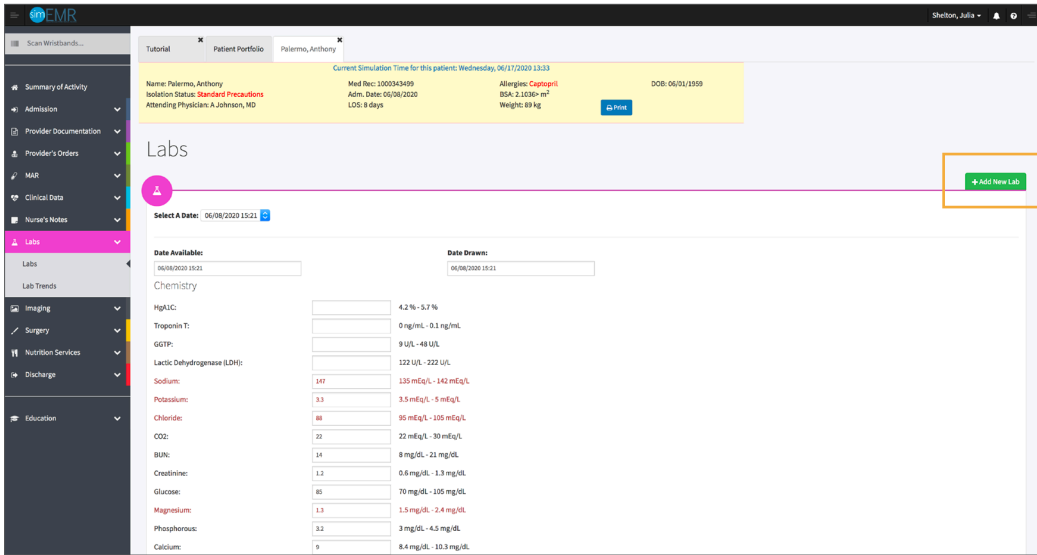 simEMR
Shelton, Julia
Scan Wristbands...
Tutorial
Patient Portfolio
Palermo, Anthony
Current Simulation Time for this patient: Wednesday, 06/17/2020 13:33
Name: Palermo, Anthony
Med Rec: 1000343499
Allergies: Captopril
DOB: 06/01/1959
Isolation Status: Standard Precautions
Adm. Date: 06/08/2020
BSA: 2.1036> m²
Attending Physician: A Johnson, MD
LOS: 8 days
Weight: 89 kg
Print
Summary of Activity
Admission
Provider Documentation
Provider's Orders
MAR
Clinical Data
Nurse's Notes
Labs
Labs
Lab Trends
Imaging
Surgery
Nutrition Services
Discharge
Education
Labs
+ Add New Lab
Select A Date: 06/08/2020 15:21
Date Available:
Date Drawn:
06/08/2020 15:21
06/08/2020 15:21
Chemistry
HgA1C: 4.2 % - 5.7 %
Troponin T: 0 ng/mL - 0.1 ng/mL
GGTP: 9 U/L - 48 U/L
Lactic Dehydrogenase (LDH): 122 U/L - 222 U/L
Sodium: 147 135 mEq/L - 142 mEq/L
Potassium: 3.3 3.5 mEq/L - 5 mEq/L
Chloride: 88 95 mEq/L - 105 mEq/L
CO2: 22 22 mEq/L - 30 mEq/L
BUN: 14 8 mg/dL - 21 mg/dL
Creatinine: 1.2 0.6 mg/dL - 1.3 mg/dL
Glucose: 85 70 mg/dL - 105 mg/dL
Magnesium: 1.3 1.5 mg/dL - 2.4 mg/dL
Phosphorous: 3.2 3 mg/dL - 4.5 mg/dL
Calcium: 9 8.4 mg/dL - 10.3 mg/dL